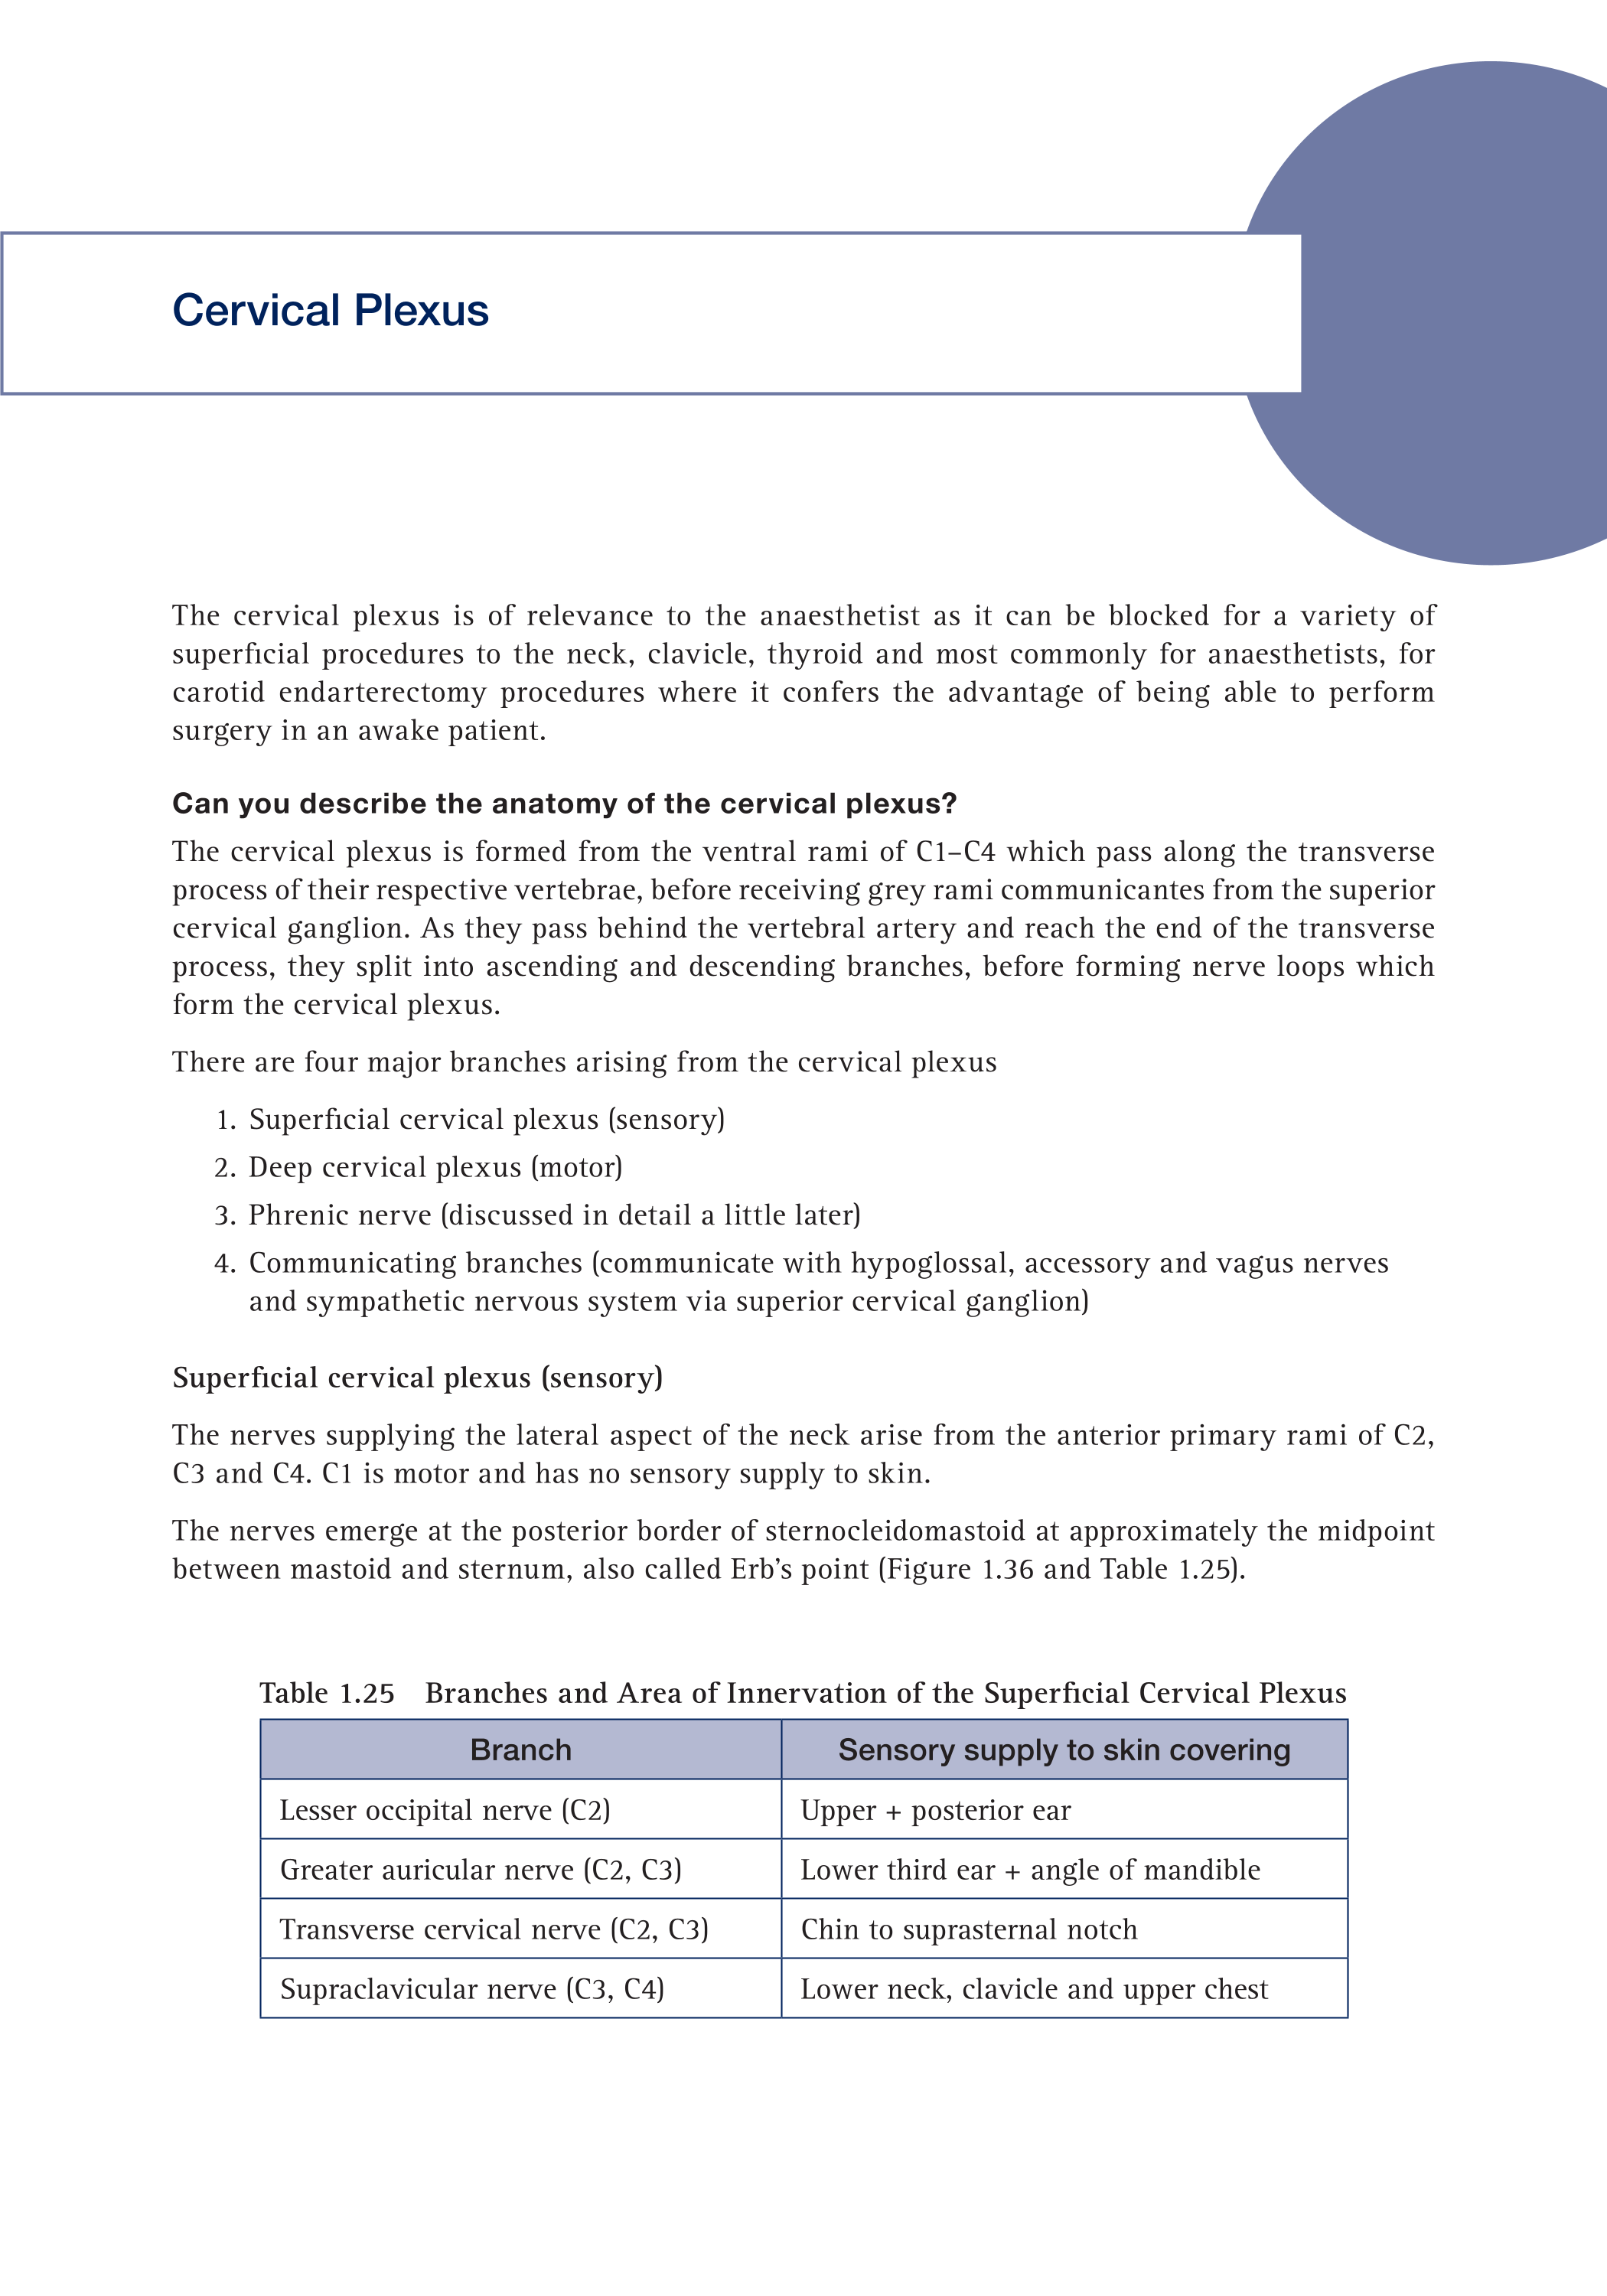 Cervical Plexus
The cervical plexus is of relevance to the anaesthetist as it can be blocked for a variety of
superficial procedures to the neck, clavicle, thyroid and most commonly for anaesthetists, for
carotid endarterectomy procedures where it confers the advantage of being able to perform
surgery in an awake patient.
Can you describe the anatomy of the cervical plexus?
The cervical plexus is formed from the ventral rami of C1–C4 which pass along the transverse
process of their respective vertebrae, before receiving grey rami communicantes from the superior
cervical ganglion. As they pass behind the vertebral artery and reach the end of the transverse
process, they split into ascending and descending branches, before forming nerve loops which
form the cervical plexus.
There are four major branches arising from the cervical plexus
1. Superficial cervical plexus (sensory)
2. Deep cervical plexus (motor)
3. Phrenic nerve (discussed in detail a little later)
4. Communicating branches (communicate with hypoglossal, accessory and vagus nerves
and sympathetic nervous system via superior cervical ganglion)
Superficial cervical plexus (sensory)
The nerves supplying the lateral aspect of the neck arise from the anterior primary rami of C2,
C3 and C4. C1 is motor and has no sensory supply to skin.
The nerves emerge at the posterior border of sternocleidomastoid at approximately the midpoint
between mastoid and sternum, also called Erb's point (Figure 1.36 and Table 1.25).
Table 1.25 Branches and Area of Innervation of the Superficial Cervical Plexus
Branch Sensory supply to skin covering
Lesser occipital nerve (C2) Upper + posterior ear
Greater auricular nerve (C2, C3) Lower third ear + angle of mandible
Transverse cervical nerve (C2, C3) Chin to suprasternal notch
Supraclavicular nerve (C3, C4) Lower neck, clavicle and upper chest